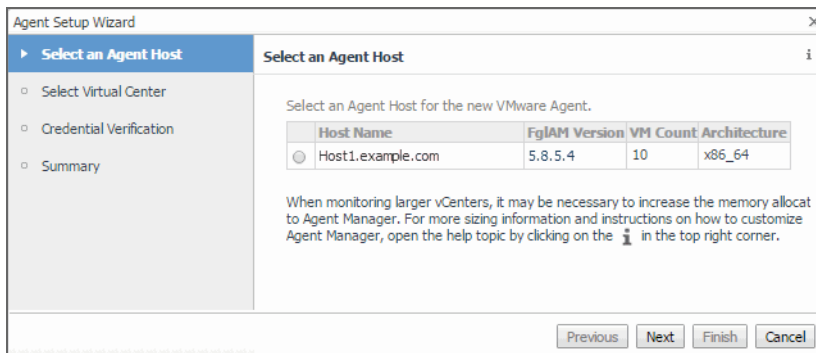 Agent Setup Wizard
Select an Agent Host
Select Virtual Center
Credential Verification
Summary
Select an Agent Host
Select an Agent Host for the new VMware Agent.
Host Name FglAM Version VM Count Architecture
Host1.example.com 5.8.5.4 10 x86_64
When monitoring larger vCenters, it may be necessary to increase the memory allocat
to Agent Manager. For more sizing information and instructions on how to customize
Agent Manager, open the help topic by clicking on the i in the top right corner.
Previous Next Finish Cancel